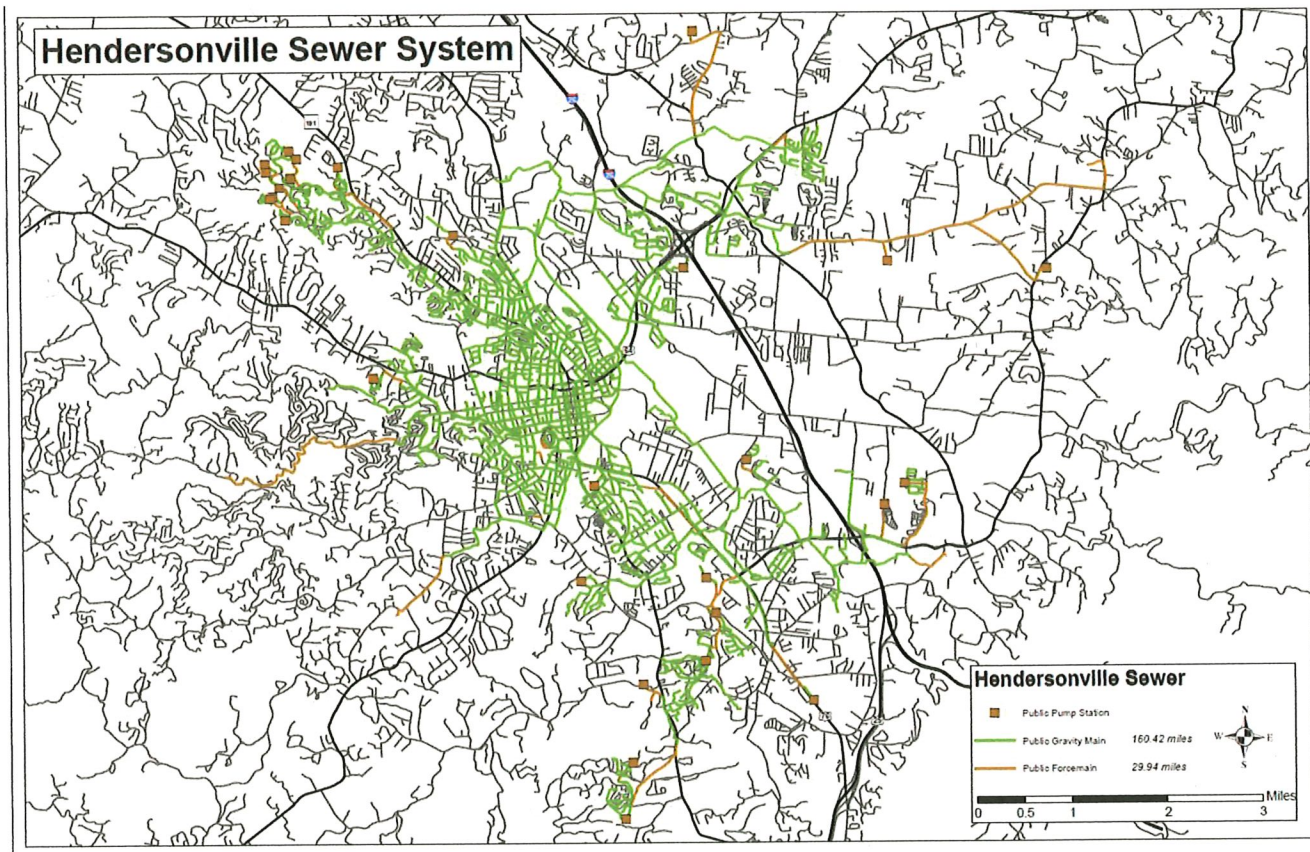 Hendersonville Sewer System
191
Hendersonville Sewer
Public Pump Station
Public Gravity Main 160.42 miles
Public Forcemain 29.94 miles
N
W E
S
Miles
0 0.5 1 2 3